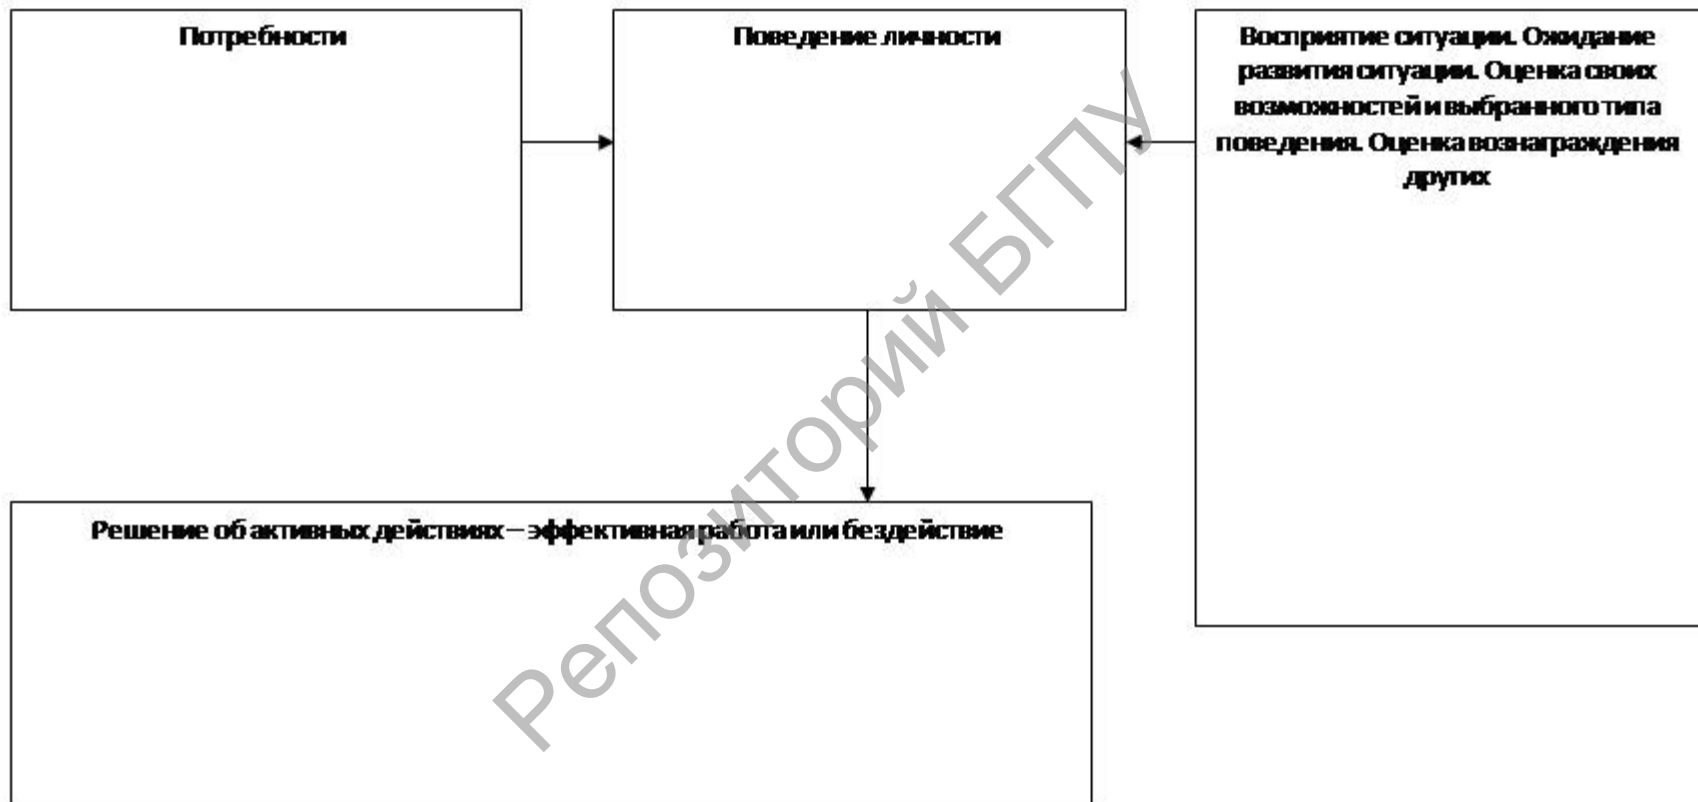 Потребности
Поведение личности
Восприятие ситуации. Ожидание
развития ситуации. Оценка своих
возможностей и выбранного типа
поведения. Оценка вознаграждения
других
Решение об активных действиях – эффективная работа или бездействие
Репозиторий БГПУ